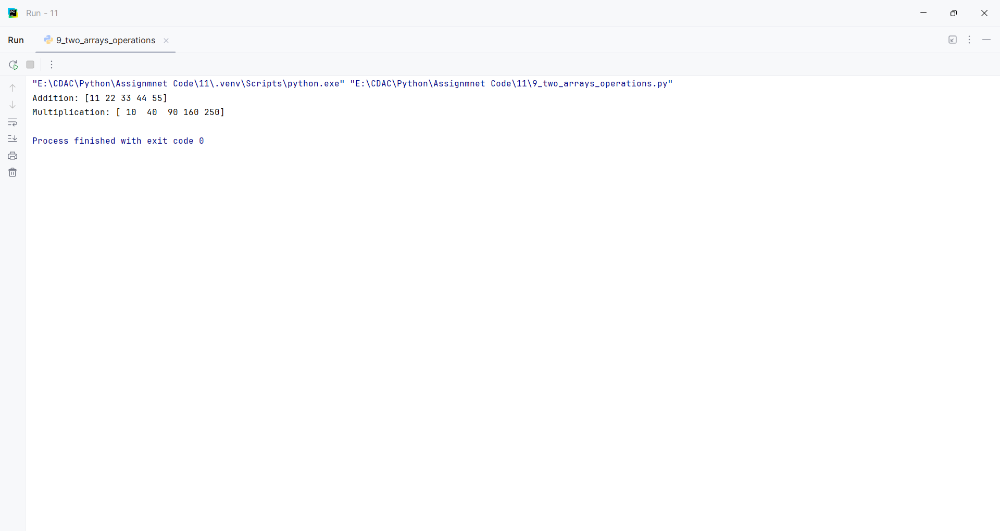 PC
Run - 11
Run 9_two_arrays_operations
"E:\CDAC\Python\Assignmnet Code\11\.venv\Scripts\python.exe" "E:\CDAC\Python\Assignmnet Code\11\9_two_arrays_operations.py"
Addition: [11 22 33 44 55]
Multiplication: [ 10  40  90 160 250]
Process finished with exit code 0